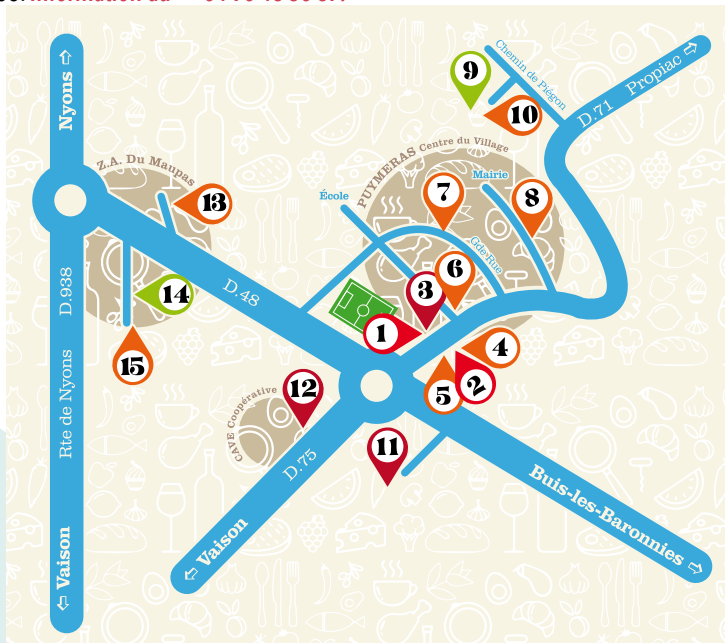 Nyons
Chemin de Piégon
9
10
D.71 Propiac
Z.A. Du Maupas
PUYMERAS Centre du Village
Mairie
École
7
8
13
Gde-Rue
6
D.938
14
D.48
3
1
4
15
Rte de Nyons
5
2
12
CAVE Coopérative
11
D.75
Buis-les-Baronnies
Vaison
Vaison